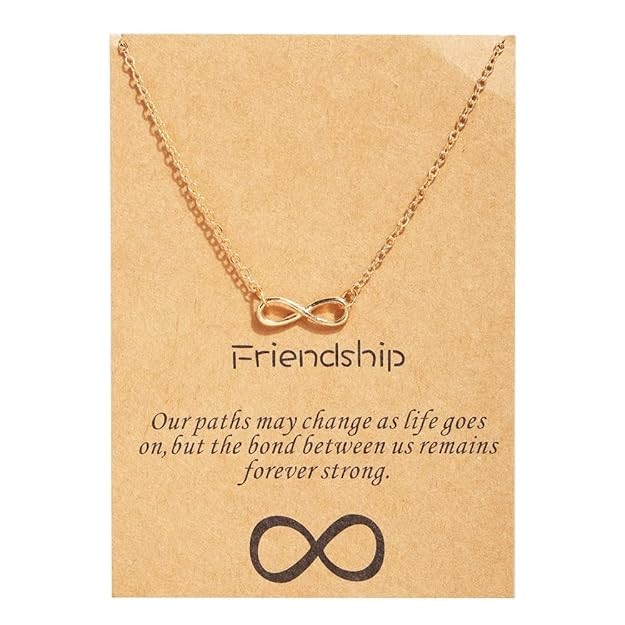 Friendship
Our paths may change as life goes
on, but the bond between us remains
forever strong.